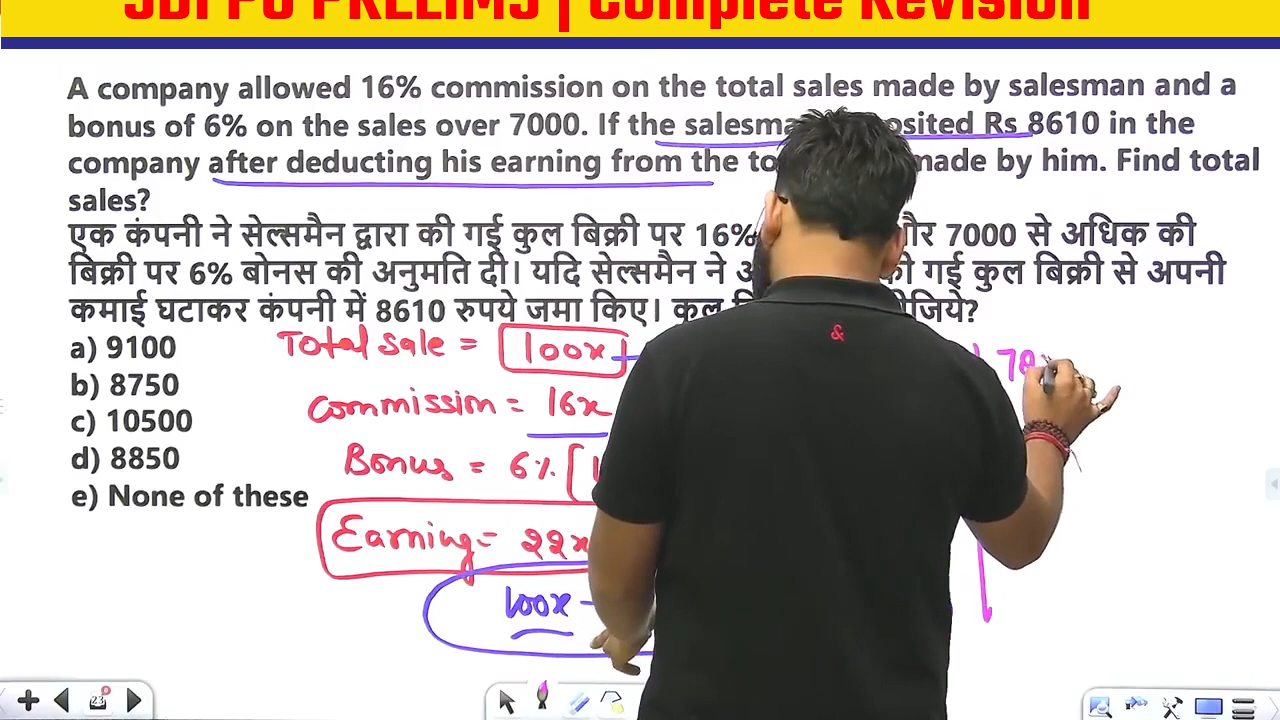 SBI PO PRELIMS | Complete Revision
A company allowed 16% commission on the total sales made by salesman and a
bonus of 6% on the sales over 7000. If the Rs 8610 in the
company after deducting his earning from the made by him. Find total
sales?
एक कंपनी ने सेल्समैन द्वारा की गई कुल बिक्री पर 16% 7000 से अधिक की
बिक्री पर 6% बोनस की अनुमति दी। यदि सेल्समैन ने गई कुल बिक्री से अपनी
कमाई घटाकर कंपनी में 8610 रुपये जमा किए।
a) 9100
b) 8750
c) 10500
d) 8850
e) None of these
Total sale = 100x
Commission = 16x
Bonus = 6% [
Earning = 22x
100x -
78
&
23